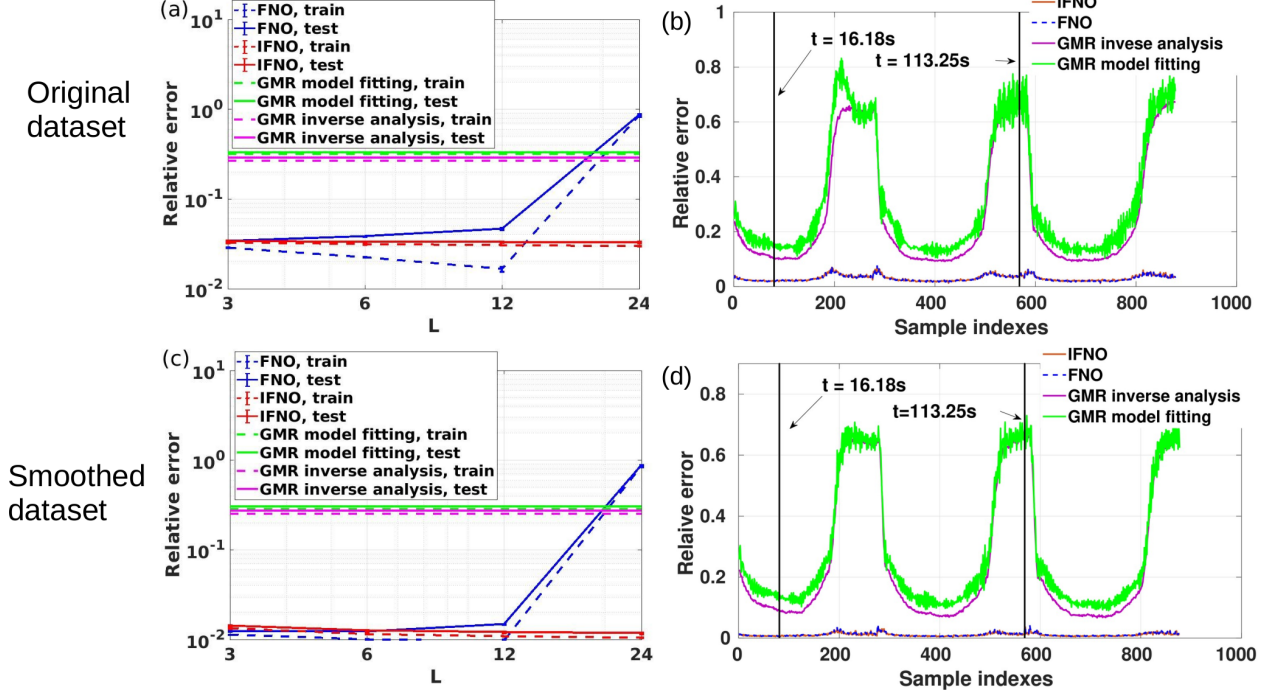 Original
dataset
(a)
FNO, train
FNO, test
IFNO, train
IFNO, test
GMR model fitting, train
GMR model fitting, test
GMR inverse analysis, train
GMR inverse analysis, test
Relative error
10^1
10^0
10^-1
10^-2
3
6
12
24
L
(b)
IFNO
FNO
GMR invese analysis
GMR model fitting
t = 16.18s
t = 113.25s
Relative error
1
0.8
0.6
0.4
0.2
0
0
200
400
600
800
1000
Sample indexes
Smoothed
dataset
(c)
FNO, train
FNO, test
IFNO, train
IFNO, test
GMR model fitting, train
GMR model fitting, test
GMR inverse analysis, train
GMR inverse analysis, test
Relative error
10^1
10^0
10^-1
10^-2
3
6
12
24
L
(d)
IFNO
FNO
GMR inverse analysis
GMR model fitting
t = 16.18s
t=113.25s
Relaive error
0.8
0.6
0.4
0.2
0
0
200
400
600
800
1000
Sample indexes